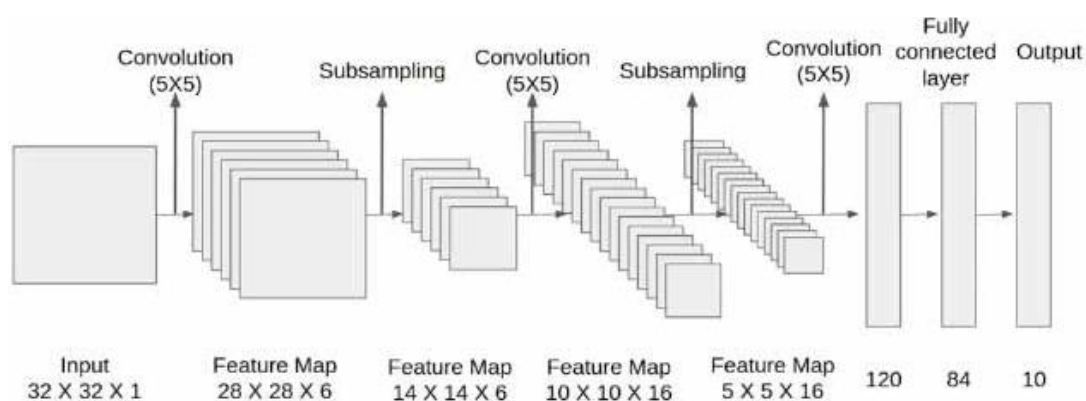 Convolution
(5X5)
Subsampling
Convolution
(5X5)
Subsampling
Convolution
(5X5)
Fully
connected
layer
Output
Input
32 X 32 X 1
Feature Map
28 X 28 X 6
Feature Map
14 X 14 X 6
Feature Map
10 X 10 X 16
Feature Map
5 X 5 X 16
120
84
10